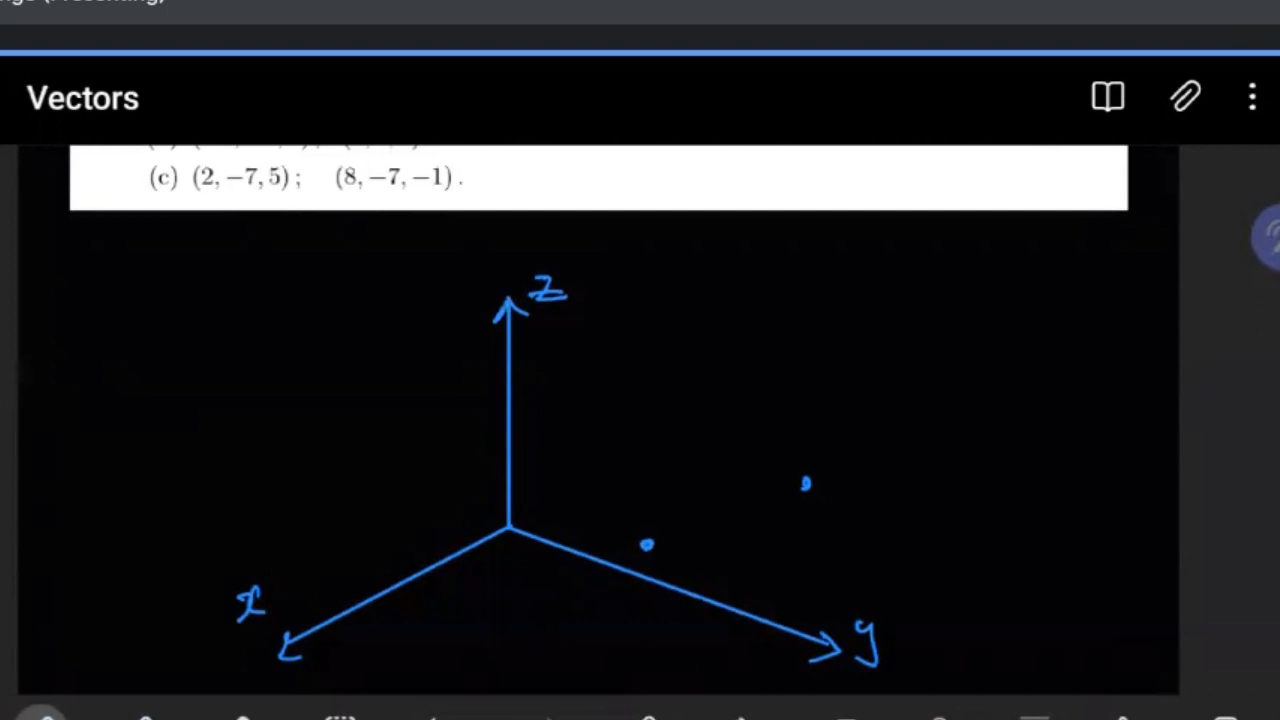 Vectors
(c) (2, −7, 5) ; (8, −7, −1) .
z
x
y